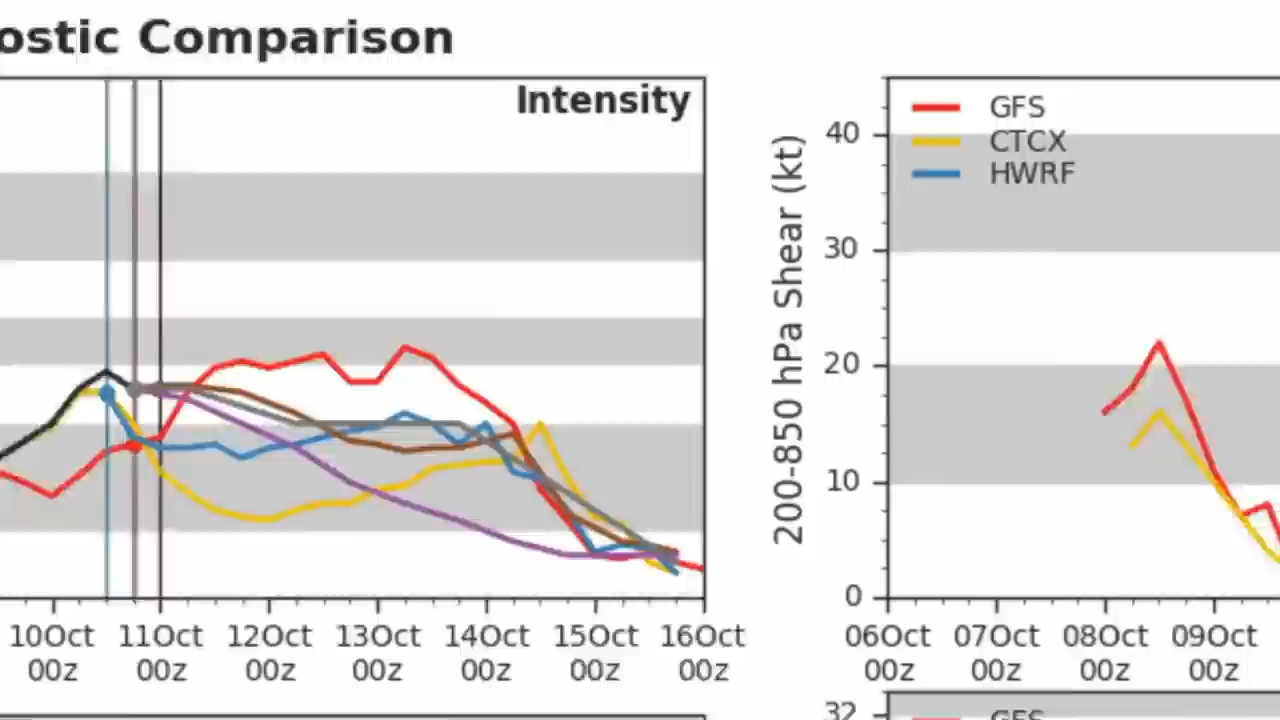 ostic Comparison
Intensity
10Oct 11Oct 12Oct 13Oct 14Oct 15Oct 16Oct
00z 00z 00z 00z 00z 00z 00z
200-850 hPa Shear (kt)
40
30
20
10
0
GFS
CTCX
HWRF
06Oct 07Oct 08Oct 09Oct
00z 00z 00z 00z
32
GFS